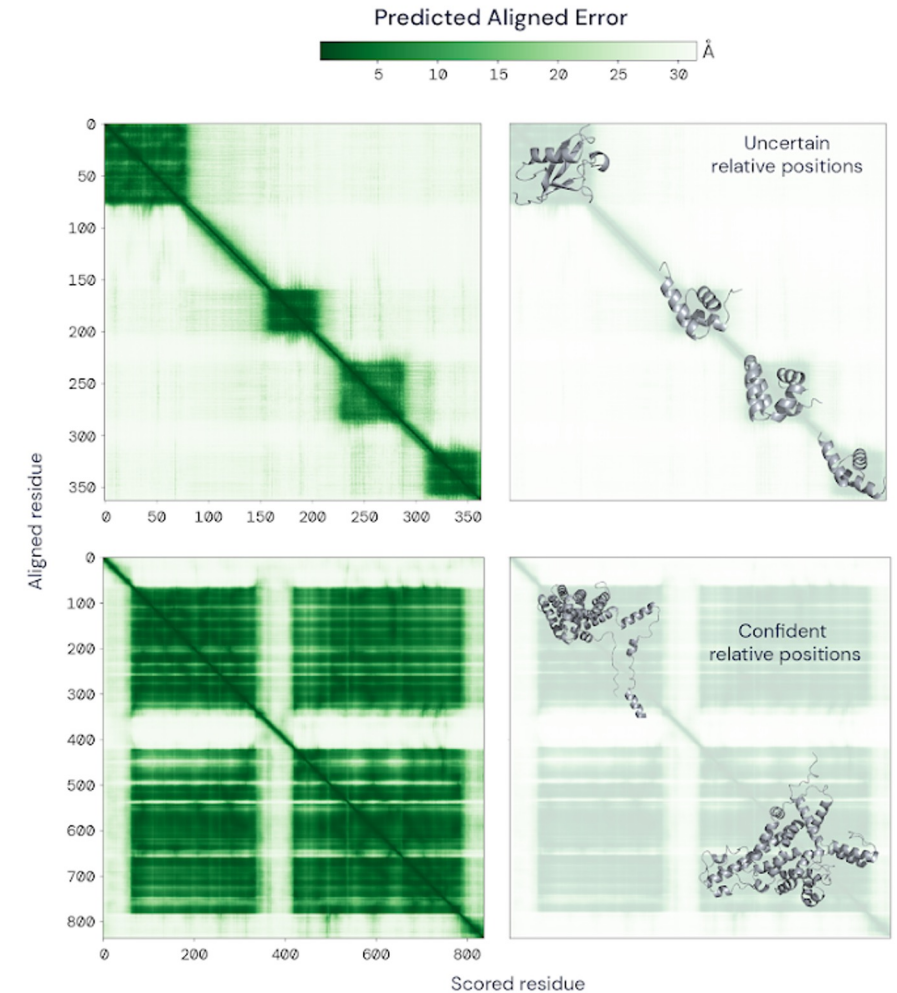 Predicted Aligned Error
Å
5 10 15 20 25 30
0
50
100
150
200
250
300
350
0 50 100 150 200 250 300 350
Uncertain
relative positions
Aligned residue
0
100
200
300
400
500
600
700
800
0 200 400 600 800
Confident
relative positions
Scored residue